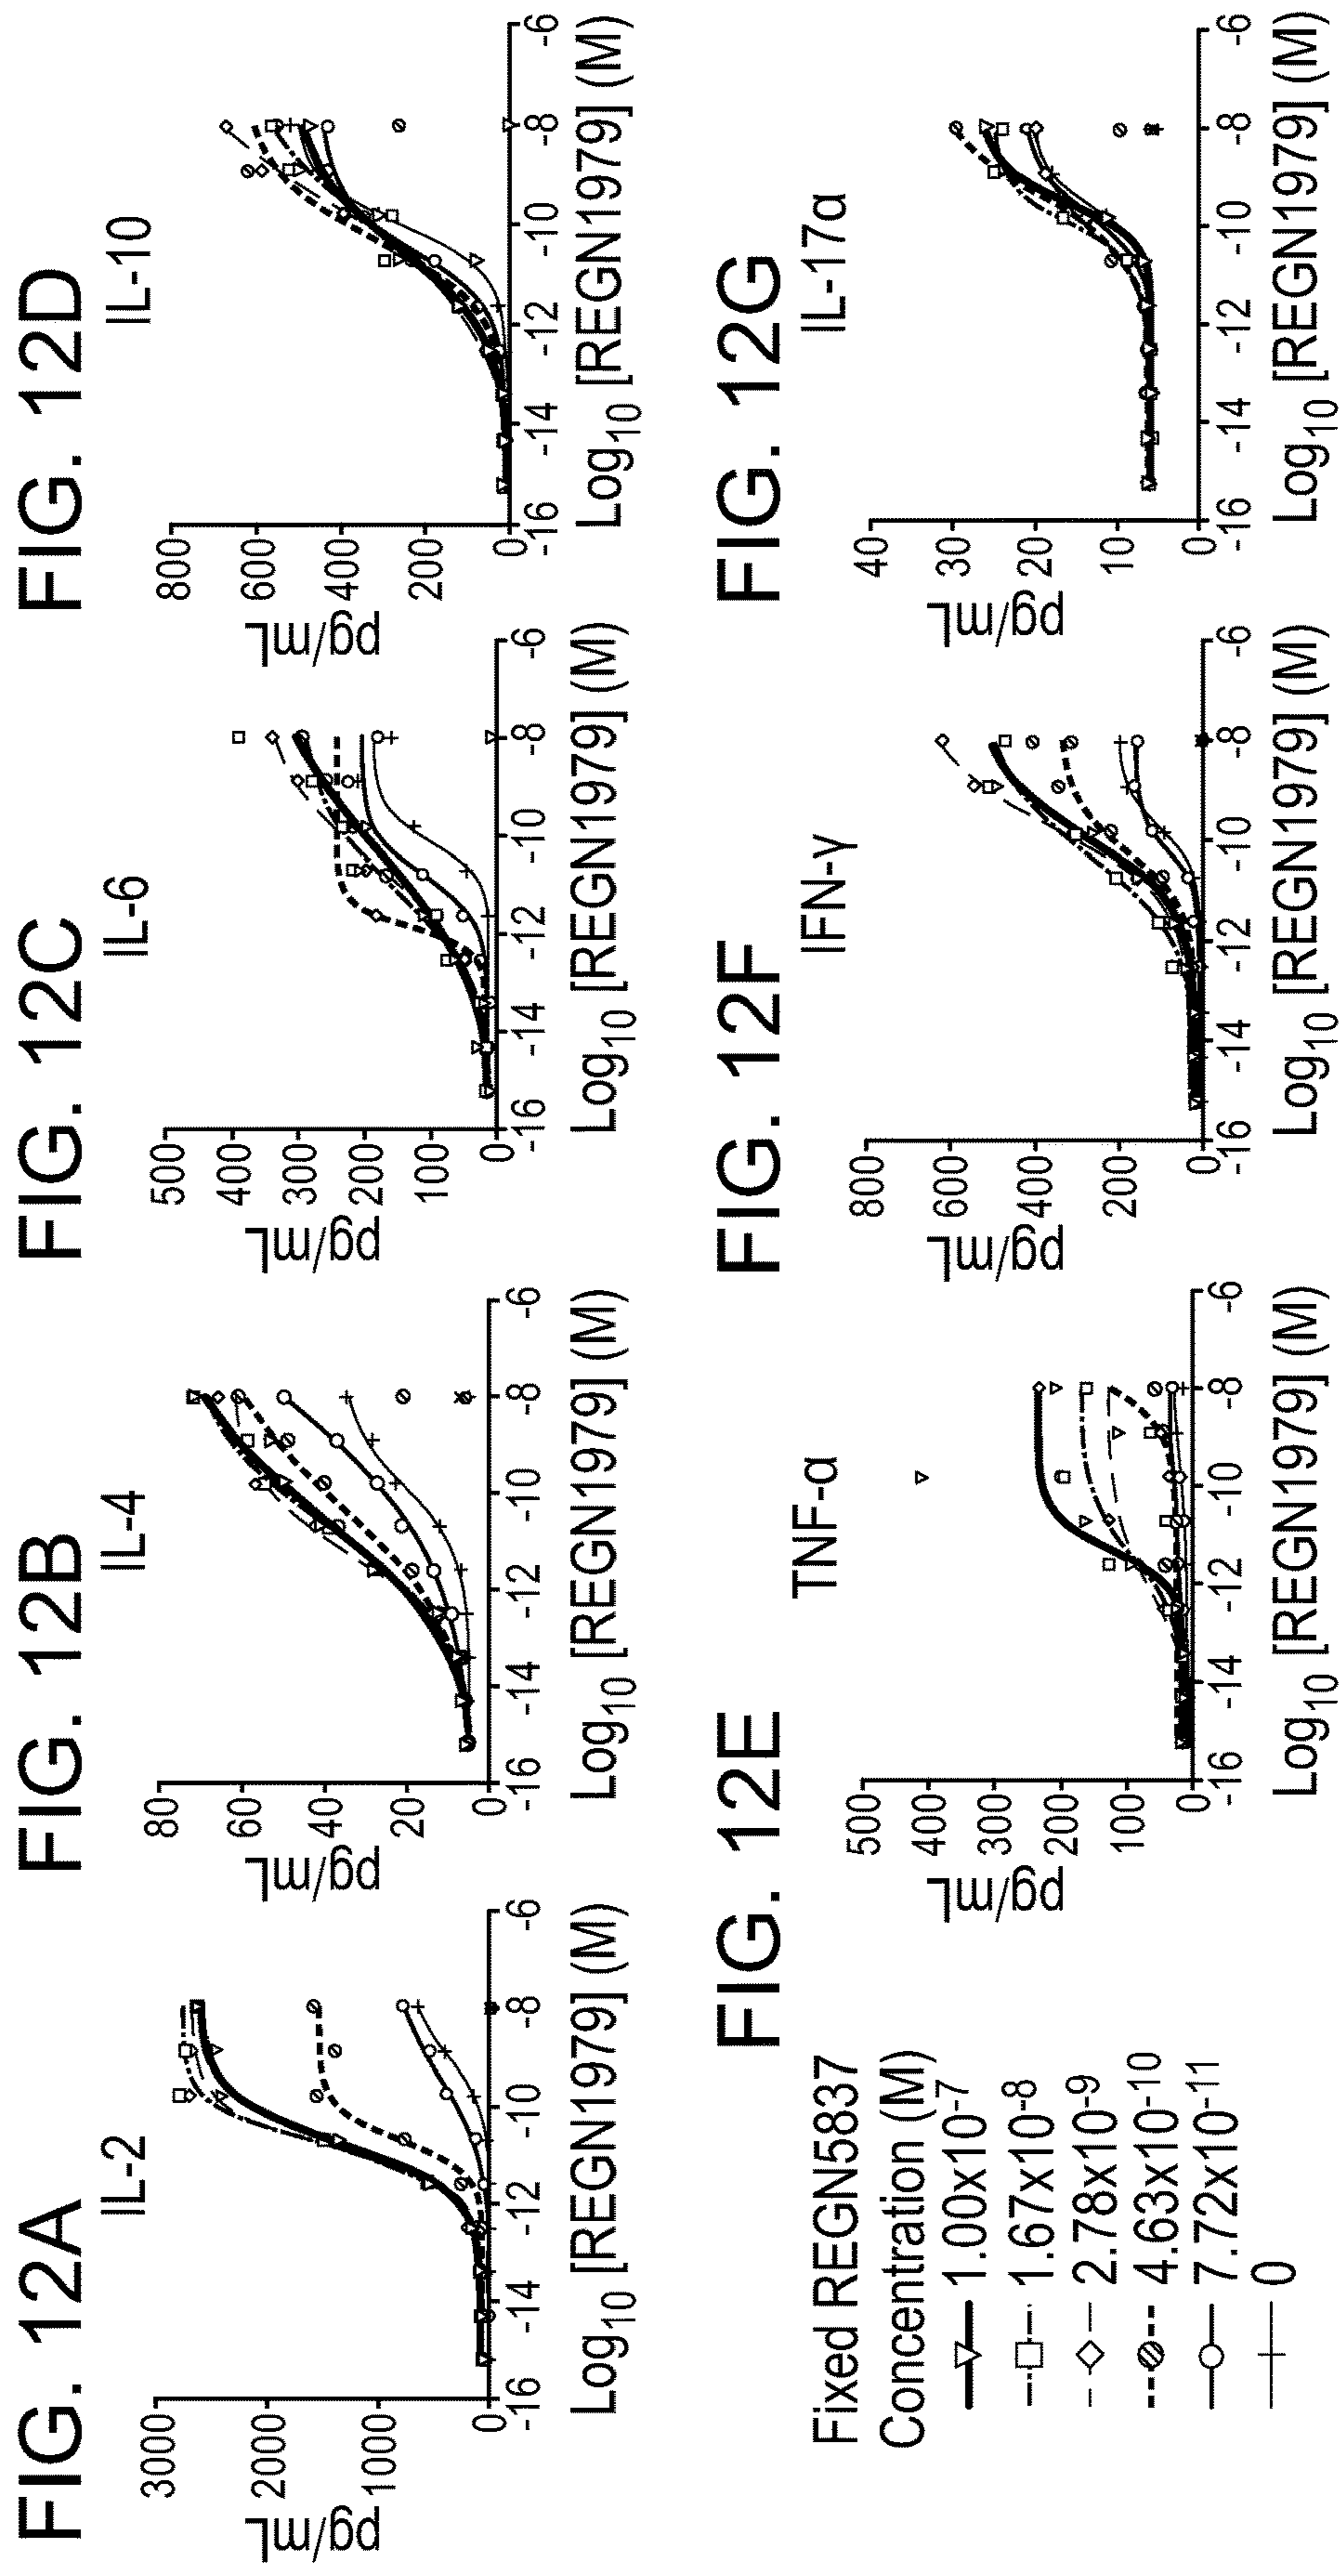 FIG. 12A
IL-2
pg/mL
3000
2000
1000
0
-16
-14
-12
-10
-8
-6
Log10 [REGN1979] (M)
FIG. 12B
IL-4
pg/mL
80
60
40
20
0
-16
-14
-12
-10
-8
-6
Log10 [REGN1979] (M)
FIG. 12C
IL-6
pg/mL
500
400
300
200
100
0
-16
-14
-12
-10
-8
-6
Log10 [REGN1979] (M)
FIG. 12D
IL-10
pg/mL
800
600
400
200
0
-16
-14
-12
-10
-8
-6
Log10 [REGN1979] (M)
Fixed REGN5837
Concentration (M)
1.00x10-7
1.67x10-8
2.78x10-9
4.63x10-10
7.72x10-11
0
FIG. 12E
TNF-α
pg/mL
500
400
300
200
100
0
-16
-14
-12
-10
-8
-6
Log10 [REGN1979] (M)
FIG. 12F
IFN-γ
pg/mL
800
600
400
200
0
-16
-14
-12
-10
-8
-6
Log10 [REGN1979] (M)
FIG. 12G
IL-17α
pg/mL
40
30
20
10
0
-16
-14
-12
-10
-8
-6
Log10 [REGN1979] (M)